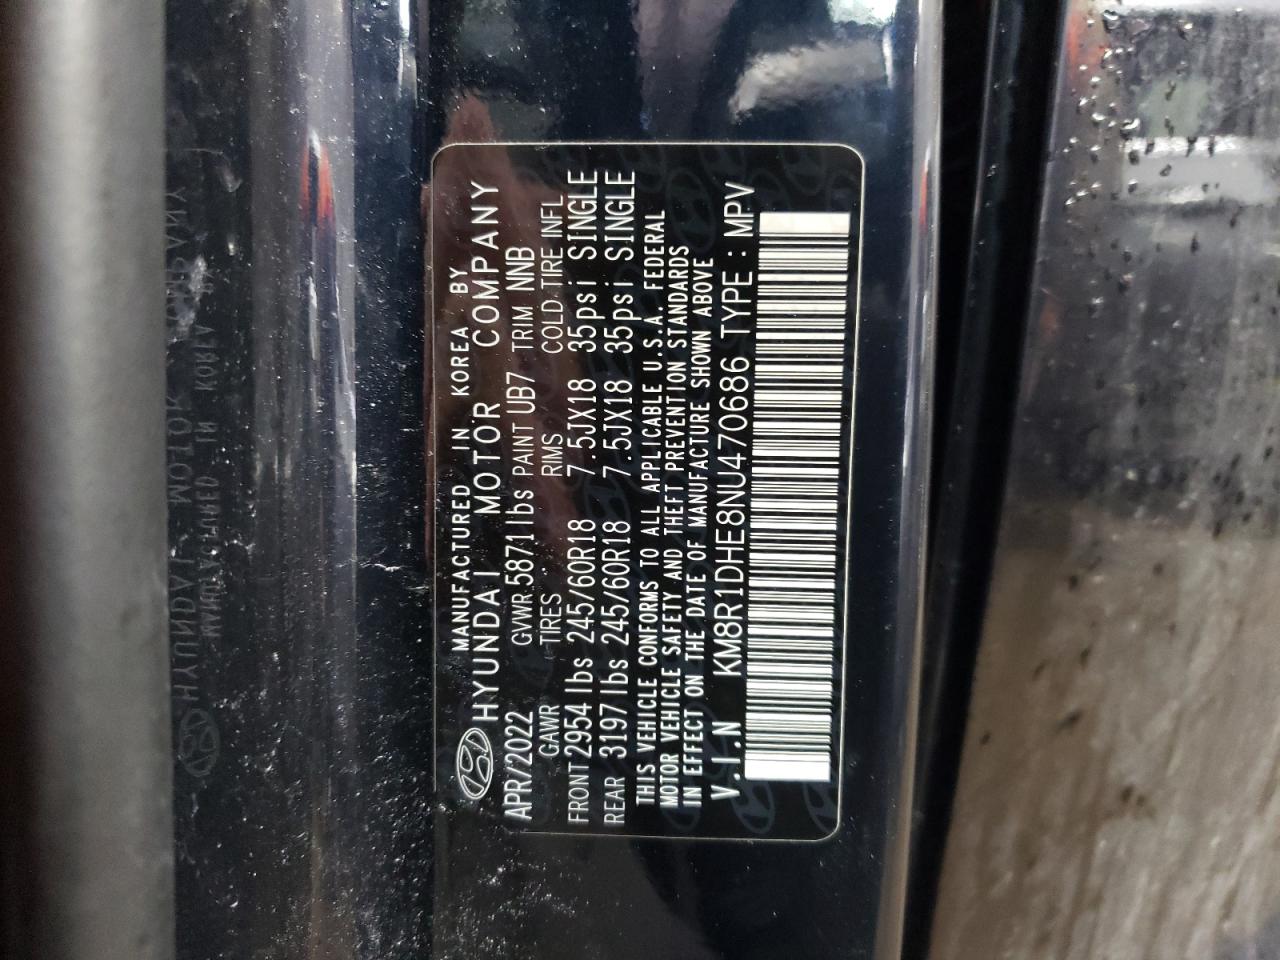 MANUFACTURED IN KOREA BY
HYUNDAI MOTOR COMPANY
APR/2022 GVWR 5871lbs PAINT UB7 TRIM NNB
GAWR TIRES RIMS COLD TIRE INFL
FRONT 2954 lbs 245/60R18 7.5JX18 35psi SINGLE
REAR 3197 lbs 245/60R18 7.5JX18 35psi SINGLE
THIS VEHICLE CONFORMS TO ALL APPLICABLE U.S.A. FEDERAL
MOTOR VEHICLE SAFETY AND THEFT PREVENTION STANDARDS
IN EFFECT ON THE DATE OF MANUFACTURE SHOWN ABOVE
V.I.N KM8R1DHE8NU470686 TYPE : MPV